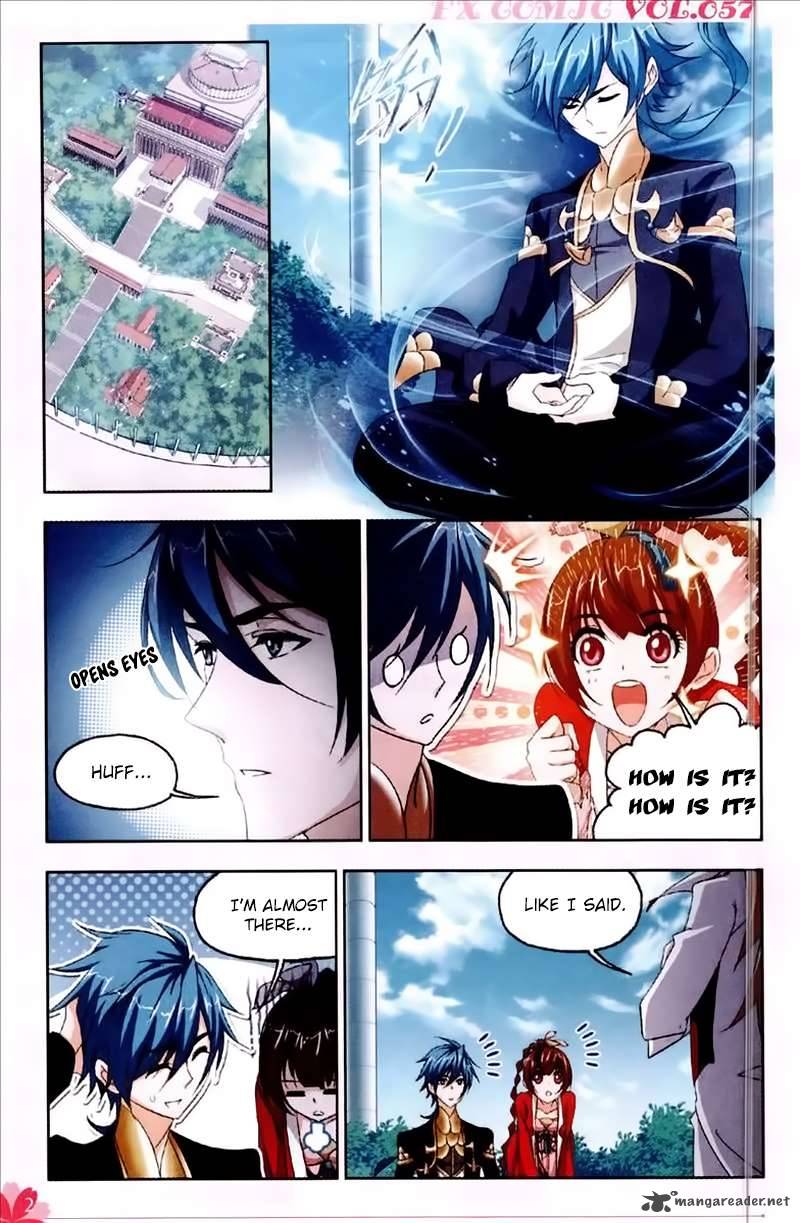 FX COMIC VOL.057
OPENS EYES
HUFF...
HOW IS IT?
HOW IS IT?
I'M ALMOST
THERE...
LIKE I SAID.
2
mangareader.net